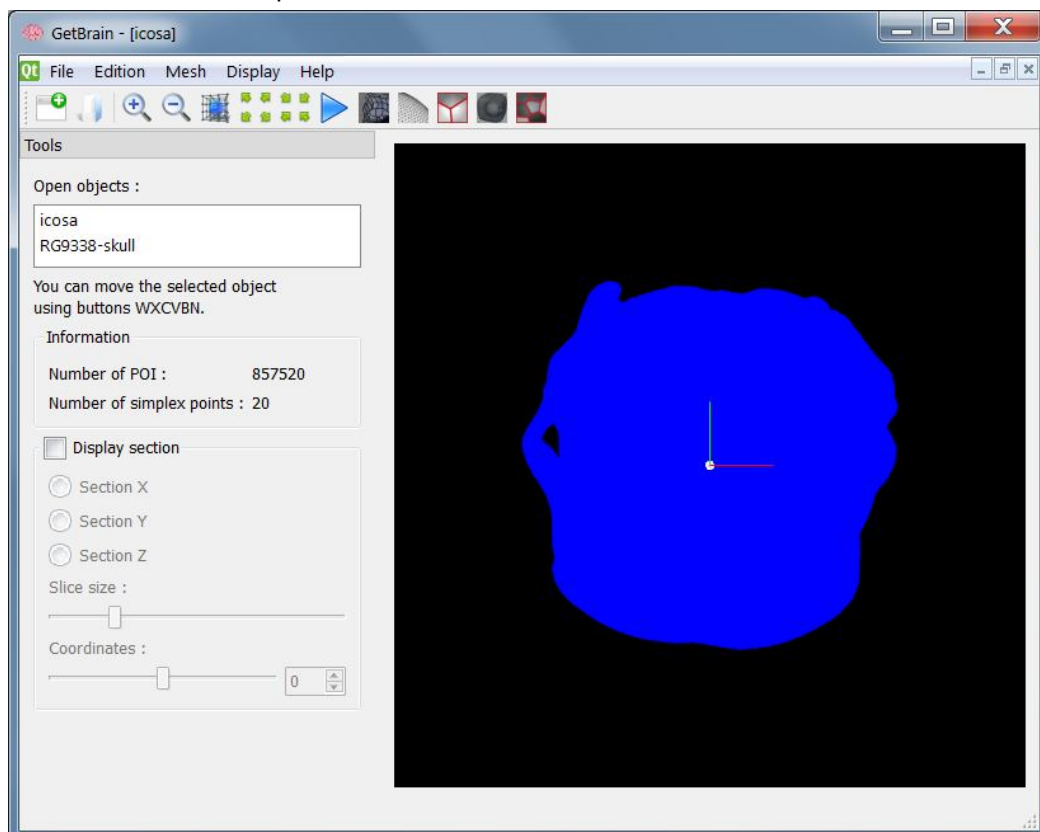 GetBrain - [icosa]
Qt File Edition Mesh Display Help
Tools
Open objects :
icosa
RG9338-skull
You can move the selected object
using buttons WXCVBN.
Information
Number of POI : 857520
Number of simplex points : 20
Display section
Section X
Section Y
Section Z
Slice size :
Coordinates :
0